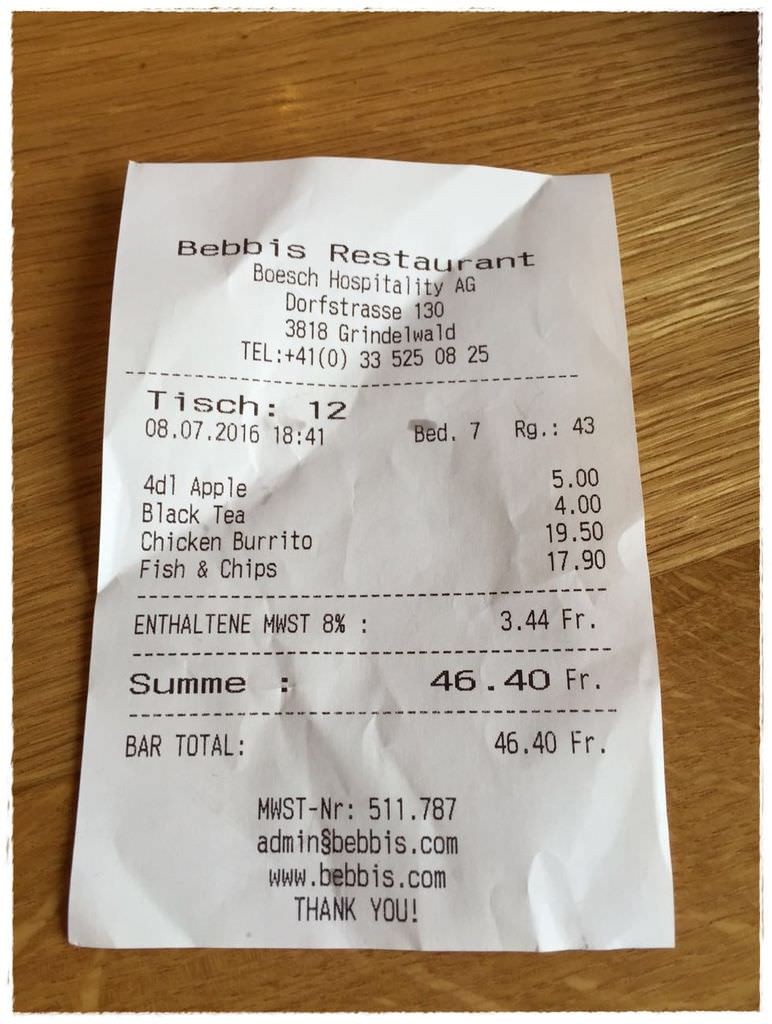 Bebbis Restaurant
Boesch Hospitality AG
Dorfstrasse 130
3818 Grindelwald
TEL:+41(0) 33 525 08 25
Tisch: 12
08.07.2016 18:41 Bed. 7 Rg.: 43
4dl Apple 5.00
Black Tea 4.00
Chicken Burrito 19.50
Fish & Chips 17.90
ENTHALTENE MWST 8% : 3.44 Fr.
Summe : 46.40 Fr.
BAR TOTAL: 46.40 Fr.
MWST-Nr: 511.787
admin§bebbis.com
www.bebbis.com
THANK YOU!